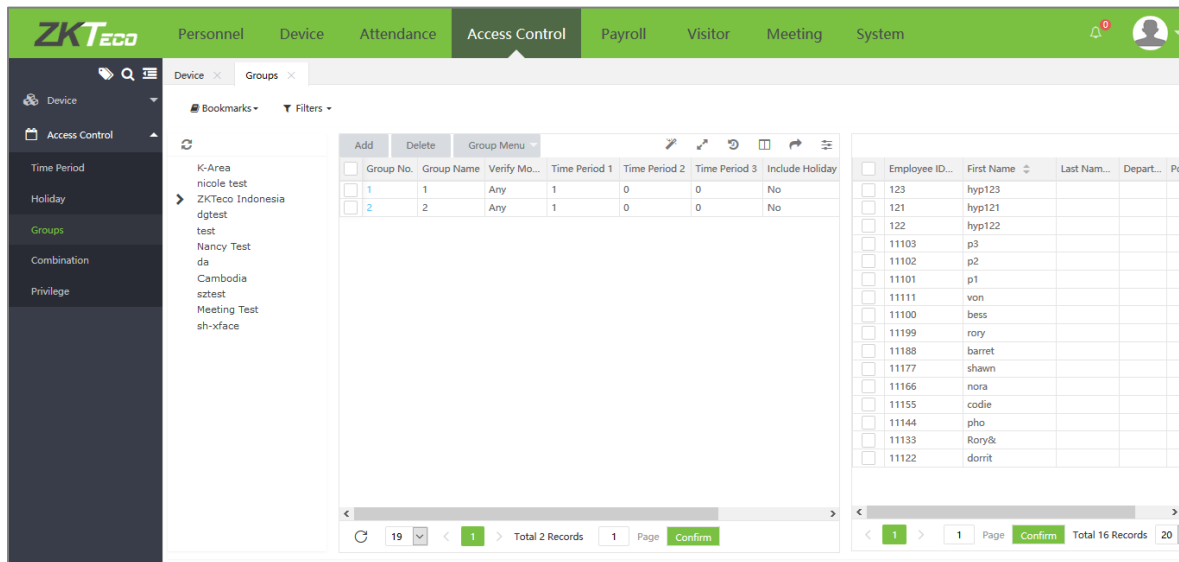 ZKTeco Personnel Device Attendance Access Control Payroll Visitor Meeting System 0
Device Groups
Device
Bookmarks Filters
Access Control
Time Period
Holiday
Groups
Combination
Privilege
K-Area
nicole test
ZKTeco Indonesia
dgtest
test
Nancy Test
da
Cambodia
sztest
Meeting Test
sh-xface
Add Delete Group Menu
Group No. Group Name Verify Mo... Time Period 1 Time Period 2 Time Period 3 Include Holiday
1 1 Any 1 0 0 No
2 2 Any 1 0 0 No
19 1 Total 2 Records 1 Page Confirm
Employee ID... First Name Last Nam... Depart... Po
123 hyp123
121 hyp121
122 hyp122
11103 p3
11102 p2
11101 p1
11111 von
11100 bess
11199 rory
11188 barret
11177 shawn
11166 nora
11155 codie
11144 pho
11133 Rory&
11122 dorrit
1 1 Page Confirm Total 16 Records 20